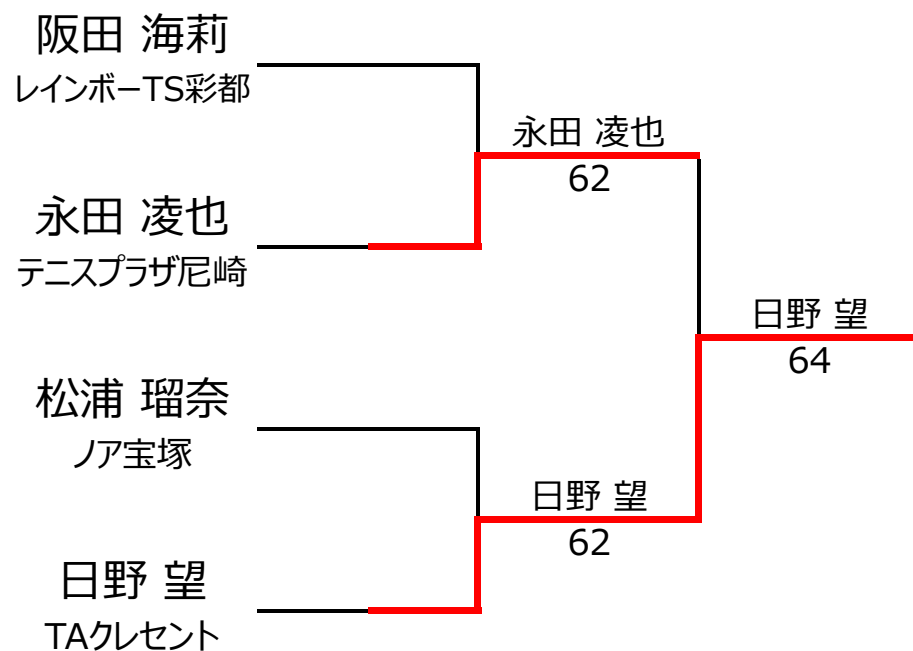 阪田 海莉
レインボーTS彩都
永田 凌也
62
永田 凌也
テニスプラザ尼崎
日野 望
64
松浦 瑠奈
ノア宝塚
日野 望
62
日野 望
TAクレセント